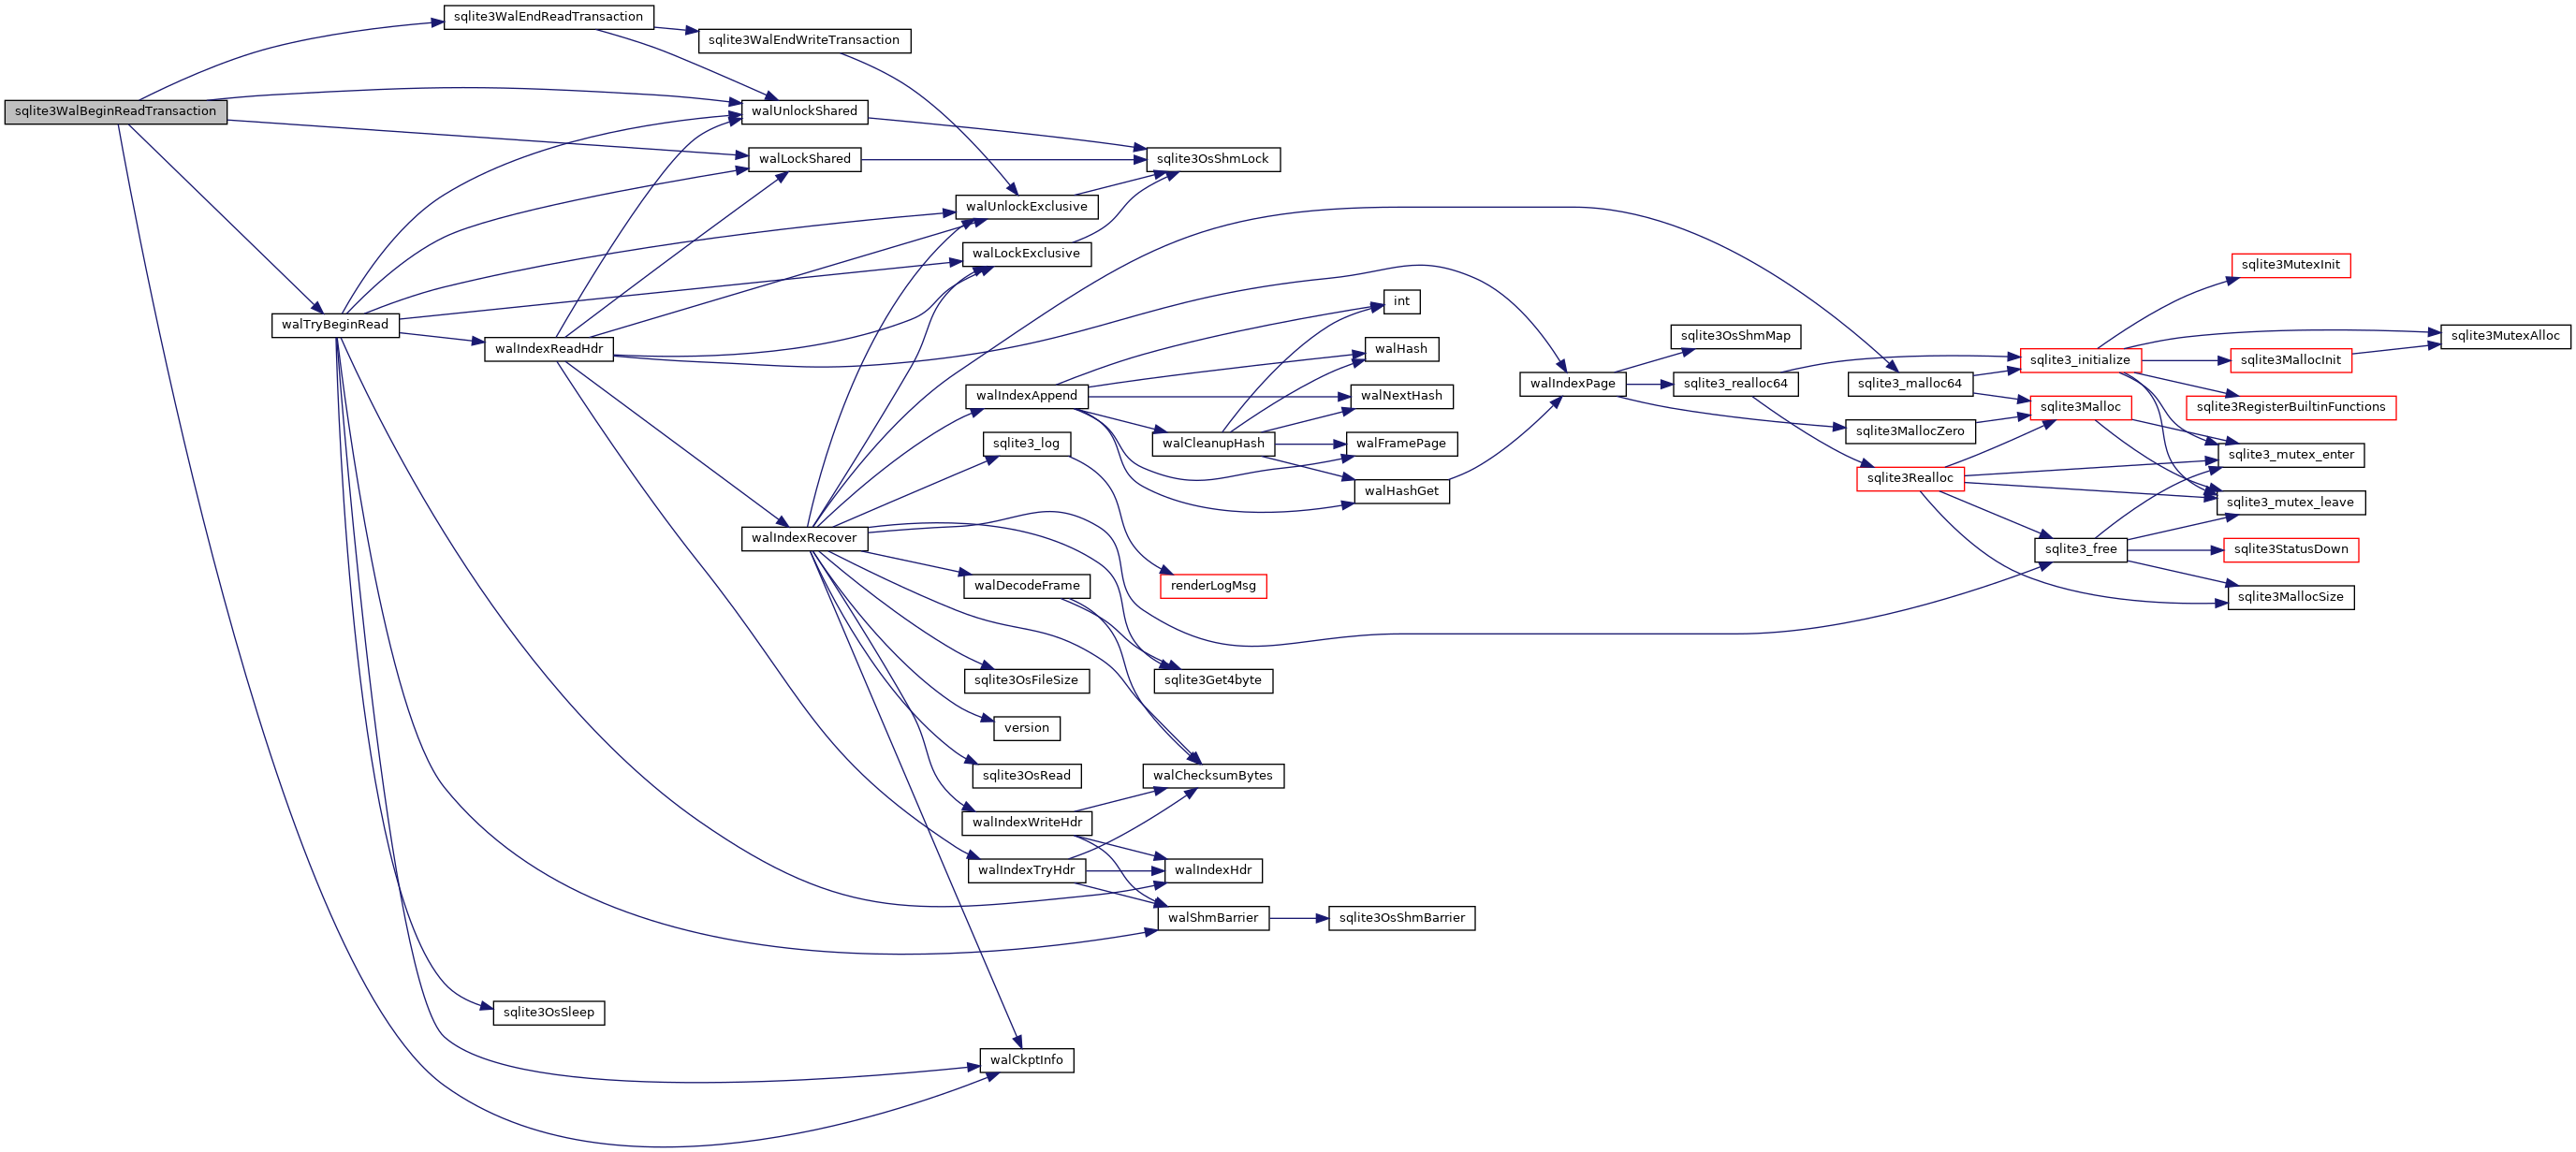 sqlite3WalEndReadTransaction
sqlite3WalEndWriteTransaction
sqlite3WalBeginReadTransaction
walUnlockShared
walLockShared
sqlite3OsShmLock
walUnlockExclusive
walLockExclusive
sqlite3MutexInit
int
walTryBeginRead
sqlite3OsShmMap
sqlite3MutexAlloc
walIndexReadHdr
walHash
sqlite3_initialize
sqlite3MallocInit
walIndexPage
sqlite3_realloc64
sqlite3_malloc64
walIndexAppend
walNextHash
sqlite3Malloc
sqlite3RegisterBuiltinFunctions
sqlite3MallocZero
sqlite3_log
walCleanupHash
walFramePage
sqlite3_mutex_enter
sqlite3Realloc
walHashGet
sqlite3_mutex_leave
walIndexRecover
sqlite3_free
sqlite3StatusDown
walDecodeFrame
renderLogMsg
sqlite3MallocSize
sqlite3OsFileSize
sqlite3Get4byte
version
sqlite3OsRead
walChecksumBytes
walIndexWriteHdr
walIndexTryHdr
walIndexHdr
walShmBarrier
sqlite3OsShmBarrier
sqlite3OsSleep
walCkptInfo